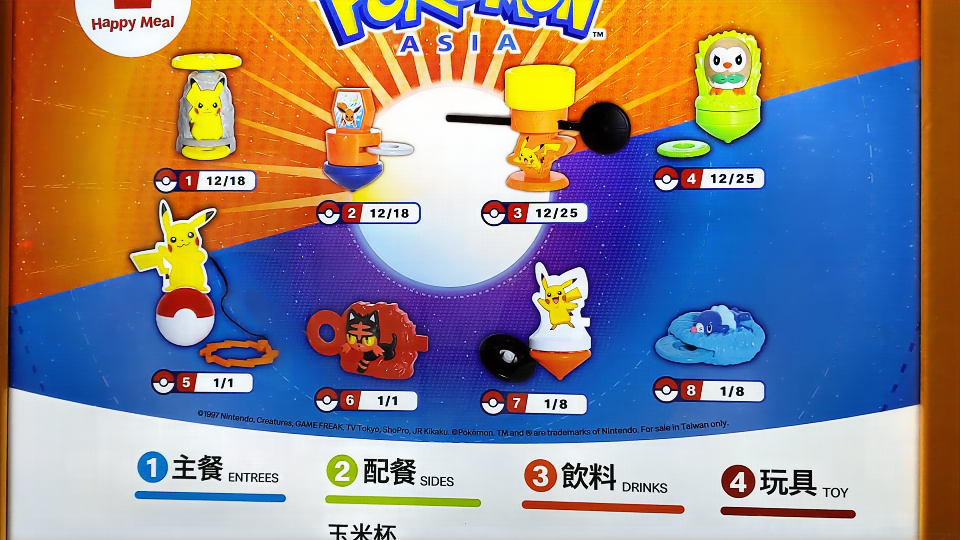 Happy Meal
POKÉMON™
ASIA
1 12/18
2 12/18
3 12/25
4 12/25
5 1/1
6 1/1
7 1/8
8 1/8
©1997 Nintendo, Creatures, GAME FREAK, TV Tokyo, ShoPro, JR Kikaku. ©Pokémon. TM and ® are trademarks of Nintendo. For sale in Taiwan only.
1 主餐 ENTREES
2 配餐 SIDES
3 飲料 DRINKS
4 玩具 TOY
玉米杯